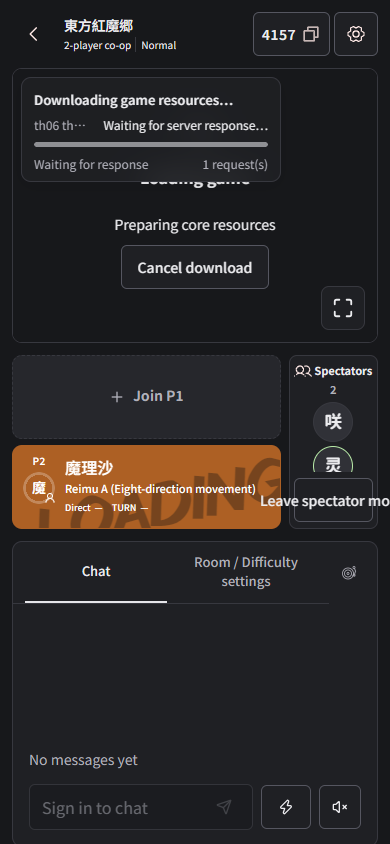 東方紅魔郷
2-player co-op Normal
4157
Downloading game resources…
th06 th… Waiting for server response…
Waiting for response 1 request(s)
Loading game
Preparing core resources
Cancel download
+ Join P1
Spectators
2
咲
灵
Leave spectator mo
P2
魔
魔理沙
Reimu A (Eight-direction movement)
Direct — TURN —
LOADING
Chat
Room / Difficulty
settings
No messages yet
Sign in to chat